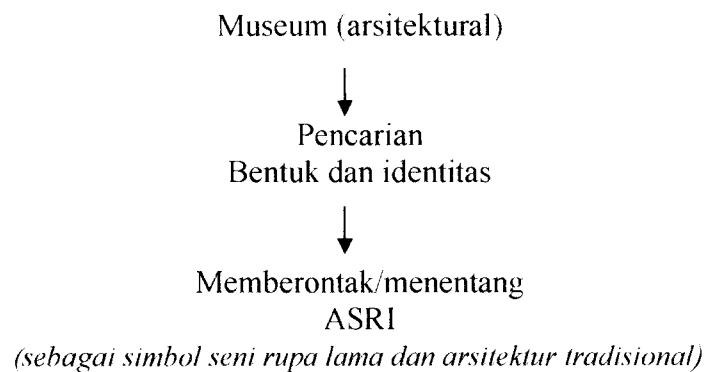 Museum (arsitektural)
Pencarian
Bentuk dan identitas
Memberontak/menentang
ASRI
(sebagai simbol seni rupa lama dan arsitektur tradisional)